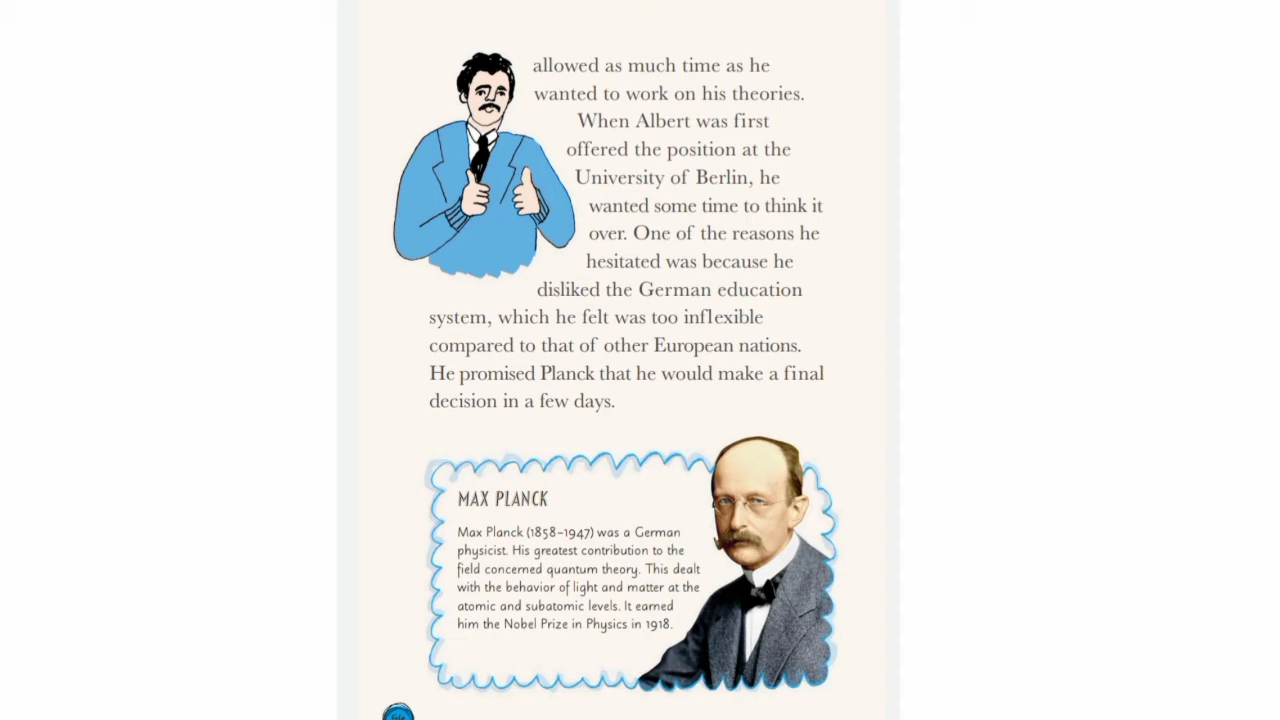 allowed as much time as he
wanted to work on his theories.
When Albert was first
offered the position at the
University of Berlin, he
wanted some time to think it
over. One of the reasons he
hesitated was because he
disliked the German education
system, which he felt was too inflexible
compared to that of other European nations.
He promised Planck that he would make a final
decision in a few days.
MAX PLANCK
Max Planck (1858–1947) was a German
physicist. His greatest contribution to the
field concerned quantum theory. This dealt
with the behavior of light and matter at the
atomic and subatomic levels. It earned
him the Nobel Prize in Physics in 1918.